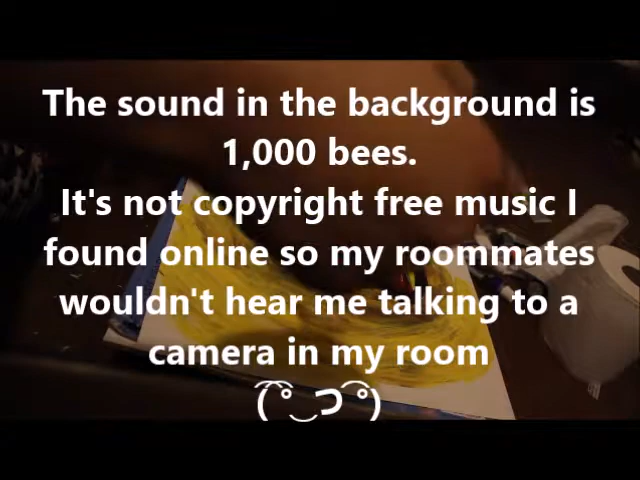 The sound in the background is
1,000 bees.
It's not copyright free music I
found online so my roommates
wouldn't hear me talking to a
camera in my room
( ͡° ͜ʖ ͡°)